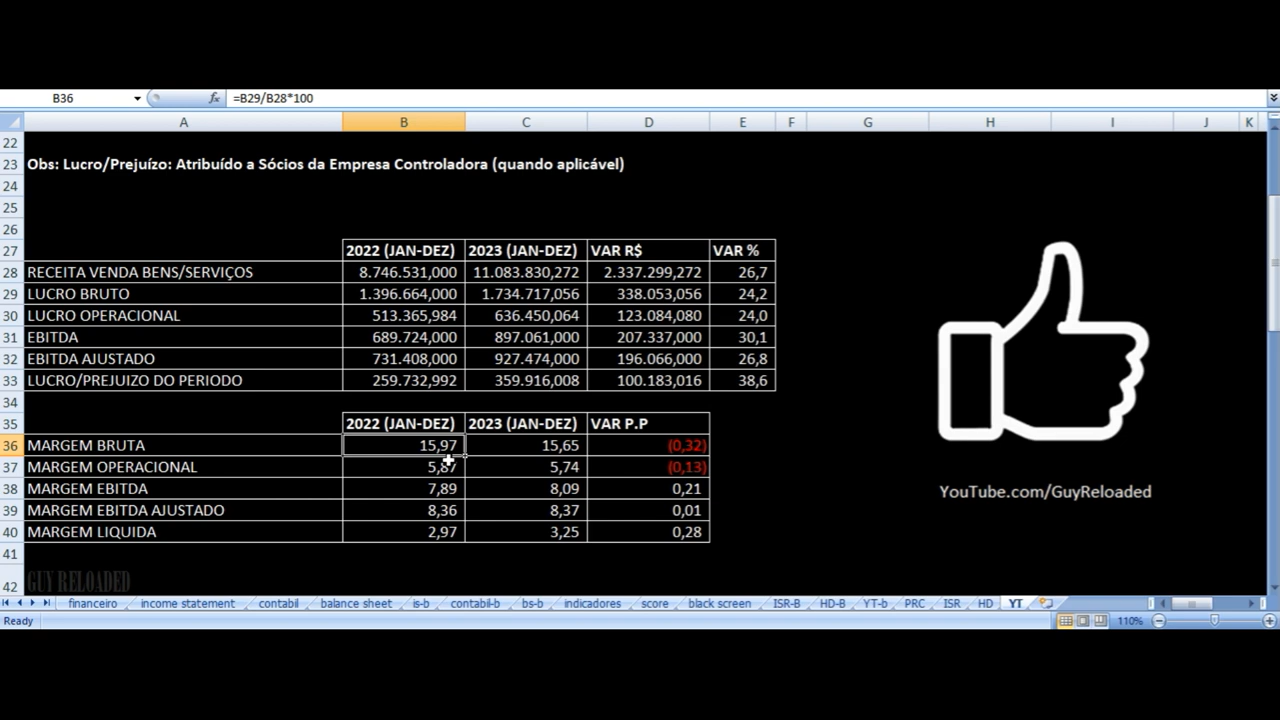 B36 fx =B29/B28*100
A B C D E F G H I J K
22
23 Obs: Lucro/Prejuízo: Atribuído a Sócios da Empresa Controladora (quando aplicável)
24
25
26
27 2022 (JAN-DEZ) 2023 (JAN-DEZ) VAR R$ VAR %
28 RECEITA VENDA BENS/SERVIÇOS 8.746.531,000 11.083.830,272 2.337.299,272 26,7
29 LUCRO BRUTO 1.396.664,000 1.734.717,056 338.053,056 24,2
30 LUCRO OPERACIONAL 513.365,984 636.450,064 123.084,080 24,0
31 EBITDA 689.724,000 897.061,000 207.337,000 30,1
32 EBITDA AJUSTADO 731.408,000 927.474,000 196.066,000 26,8
33 LUCRO/PREJUIZO DO PERIODO 259.732,992 359.916,008 100.183,016 38,6
34
35 2022 (JAN-DEZ) 2023 (JAN-DEZ) VAR P.P
36 MARGEM BRUTA 15,97 15,65 (0,32)
37 MARGEM OPERACIONAL 5,87 5,74 (0,13)
38 MARGEM EBITDA 7,89 8,09 0,21
39 MARGEM EBITDA AJUSTADO 8,36 8,37 0,01
40 MARGEM LIQUIDA 2,97 3,25 0,28
41
42 GUY RELOADED
YouTube.com/GuyReloaded
financeiro income statement contabil balance sheet is-b contabil-b bs-b indicadores score black screen ISR-B HD-B YT-b PRC ISR HD YT
Ready 110%